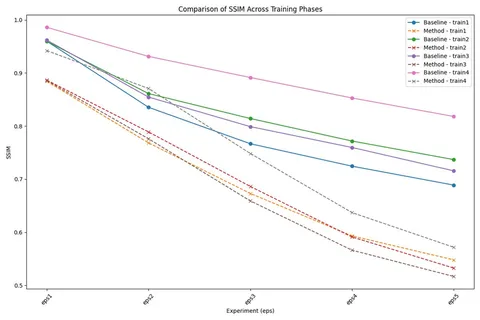 Comparison of SSIM Across Training Phases
Baseline - train1
Method - train1
Baseline - train2
Method - train2
Baseline - train3
Method - train3
Baseline - train4
Method - train4
1.0
0.9
0.8
0.7
0.6
0.5
SSIM
eps1
eps2
eps3
eps4
eps5
Experiment (eps)